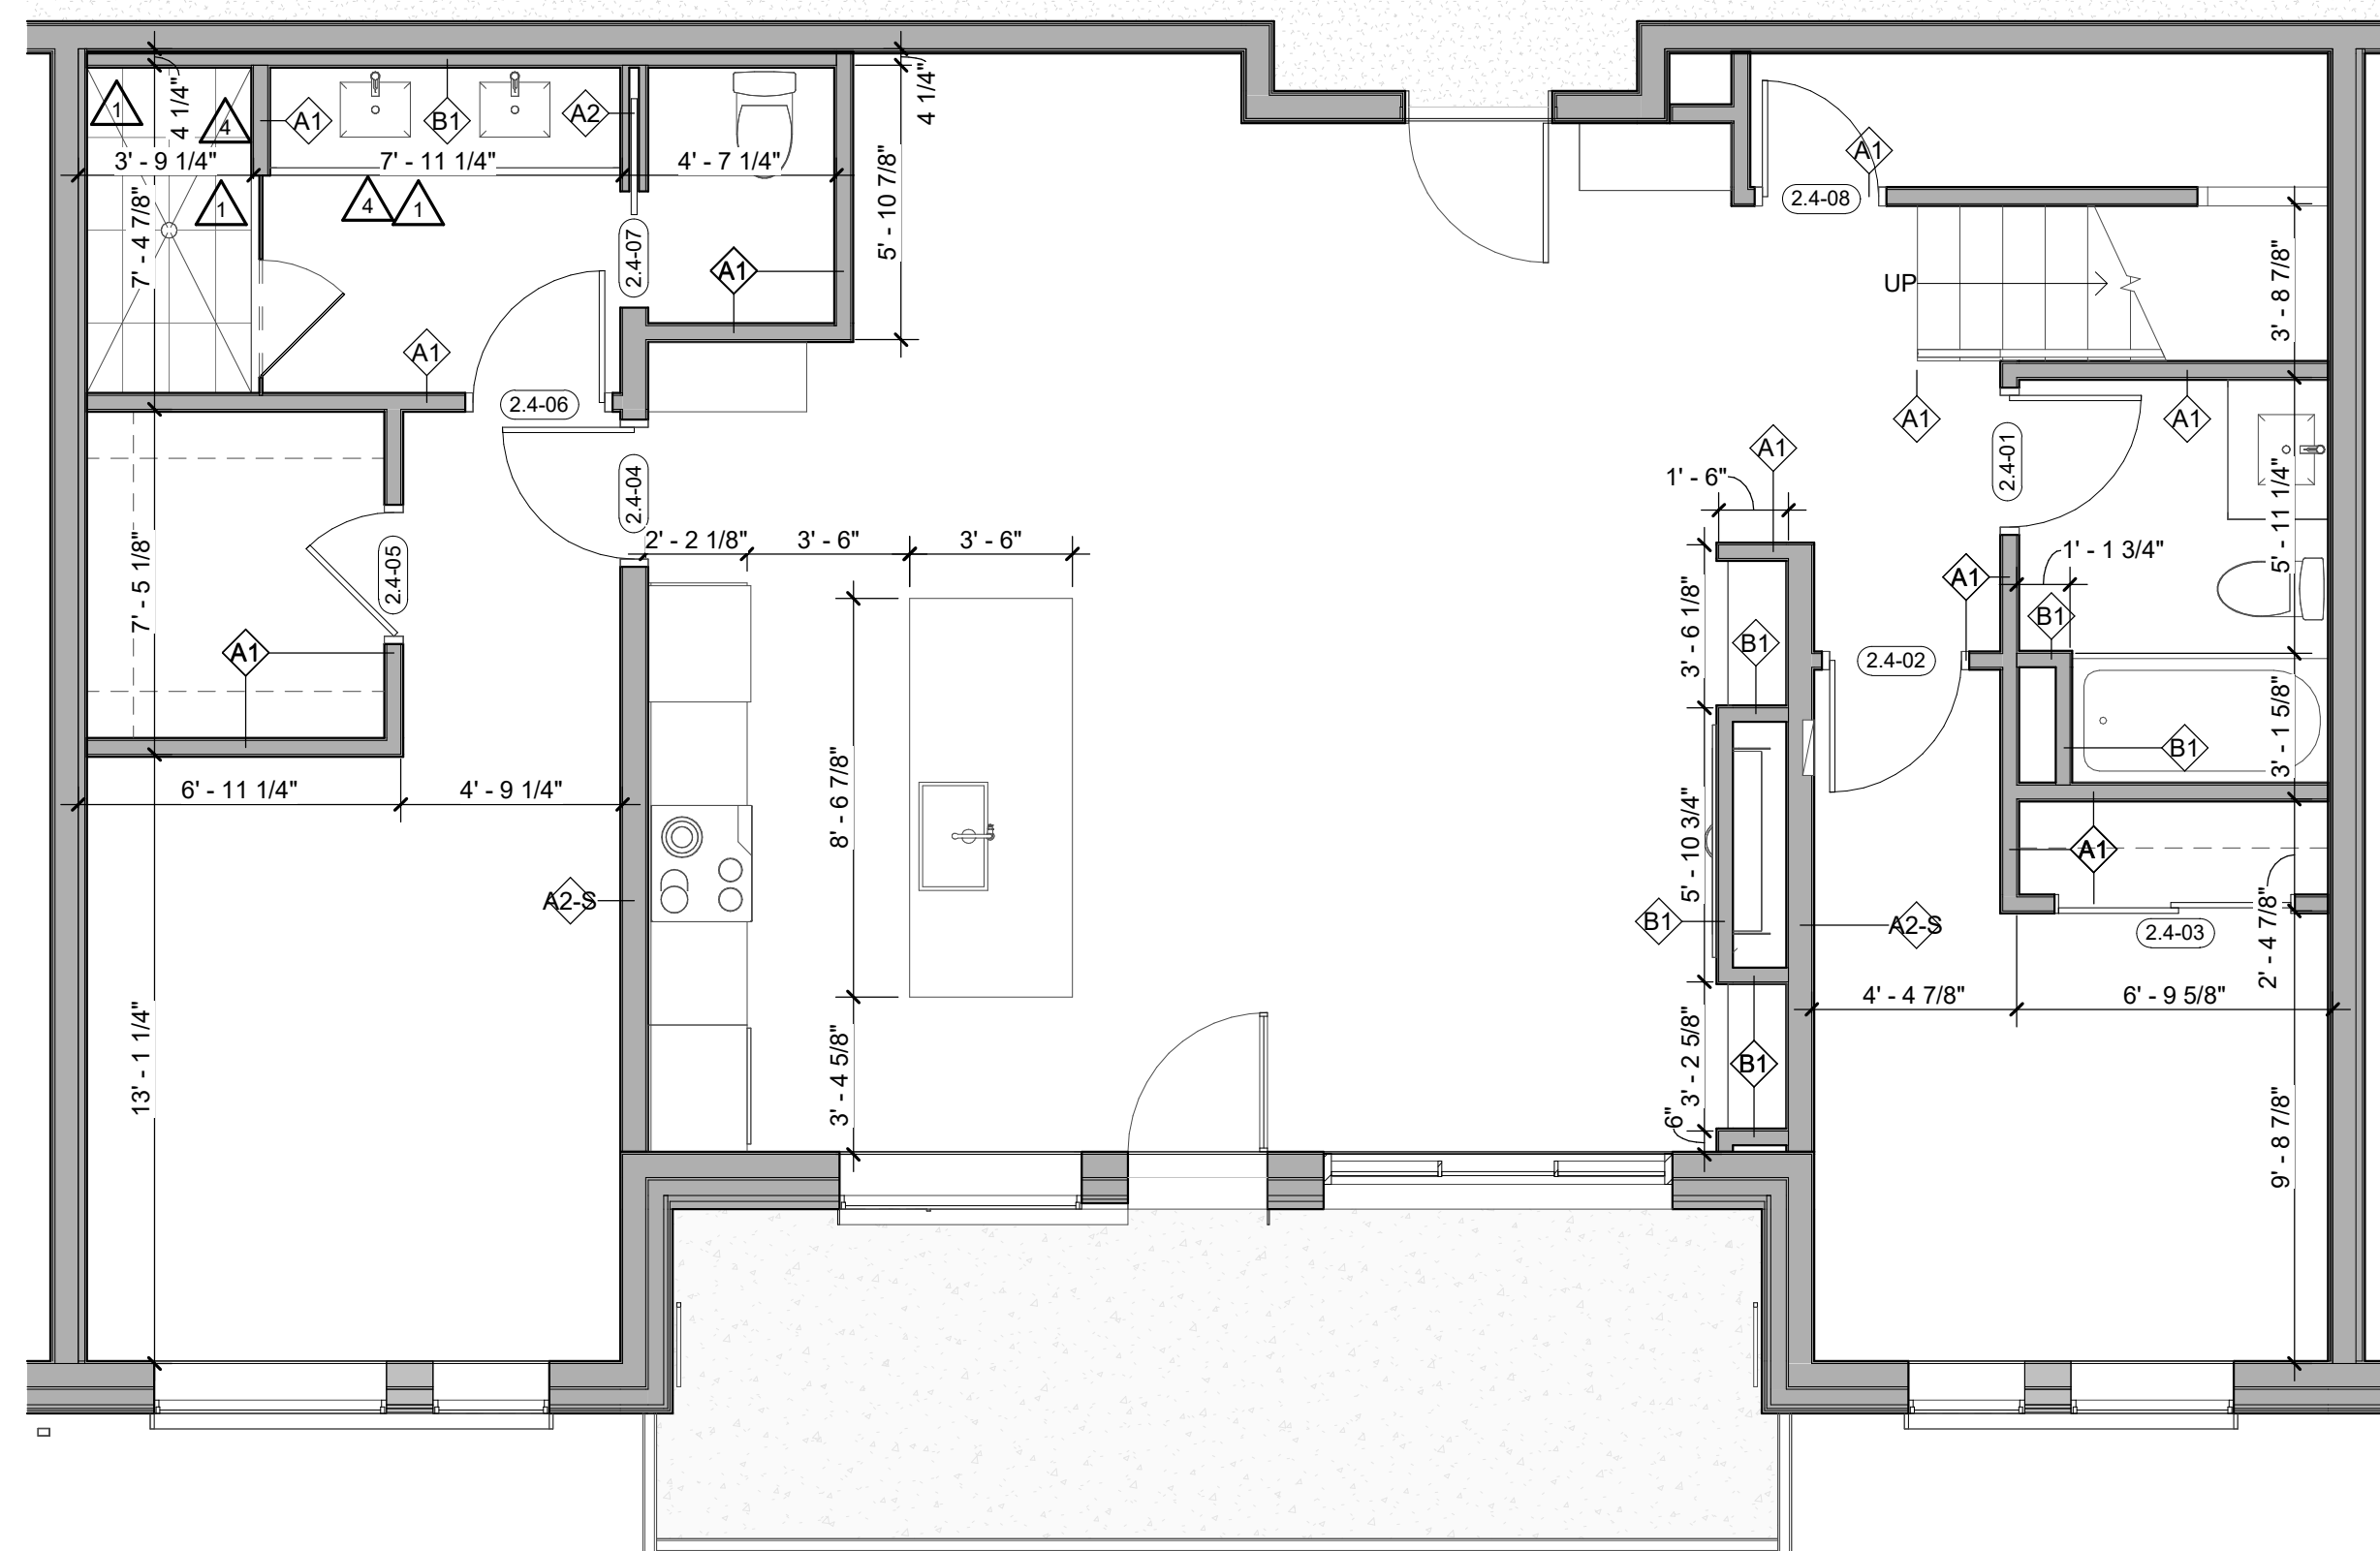 4 1/4"
4 1/4"
1
4
A1
B1
A2
3' - 9 1/4"
7' - 11 1/4"
4' - 7 1/4"
A1
1
4
1
7' - 4 7/8"
5' - 10 7/8"
2.4-08
2.4-07
A1
UP
3' - 8 7/8"
A1
2.4-06
A1
A1
2.4-01
A1
2.4-04
1' - 6"
5' - 11 1/4"
2' - 2 1/8"
3' - 6"
3' - 6"
1' - 1 3/4"
7' - 5 1/8"
2.4-05
A1
B1
3' - 6 1/8"
B1
A1
2.4-02
3' - 1 5/8"
B1
6' - 11 1/4"
4' - 9 1/4"
8' - 6 7/8"
5' - 10 3/4"
A1
A2-S
B1
A2-S
2.4-03
2' - 4 7/8"
4' - 4 7/8"
6' - 9 5/8"
13' - 1 1/4"
3' - 4 5/8"
3' - 2 5/8"
B1
6"
9' - 8 7/8"